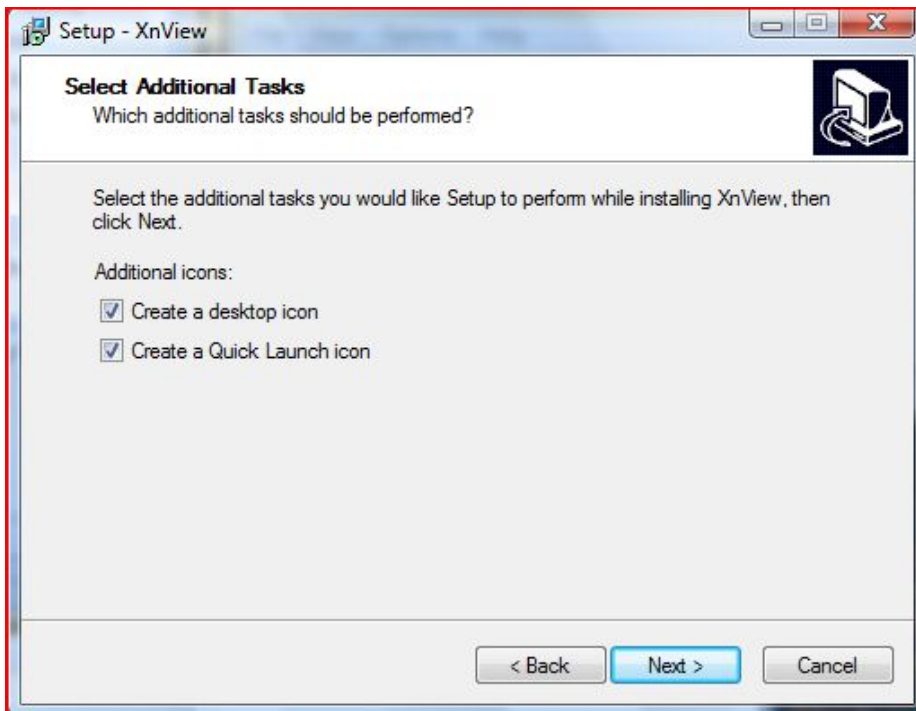 Setup - XnView
Select Additional Tasks
Which additional tasks should be performed?
Select the additional tasks you would like Setup to perform while installing XnView, then
click Next.
Additional icons:
Create a desktop icon
Create a Quick Launch icon
< Back
Next >
Cancel